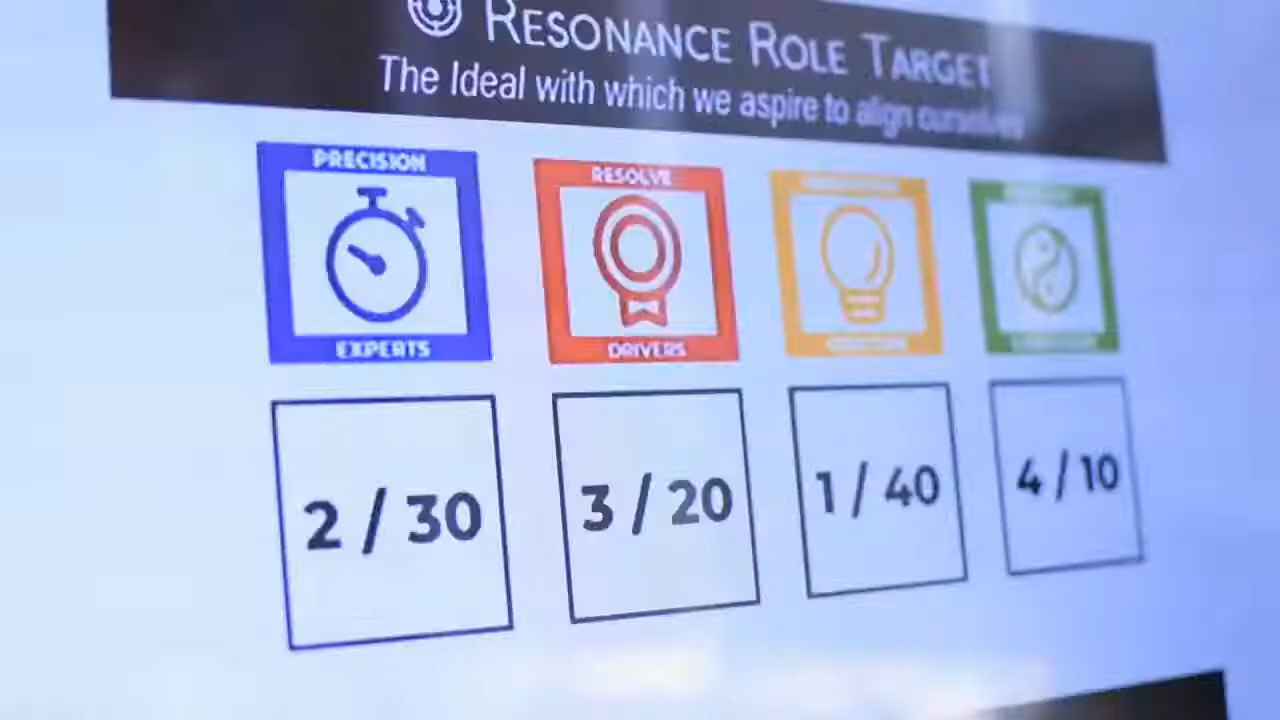 RESONANCE ROLE TARGET
The Ideal with which we aspire to align ourselves
PRECISION
EXPERTS
RESOLVE
DRIVERS
2 / 30
3 / 20
1 / 40
4 / 10